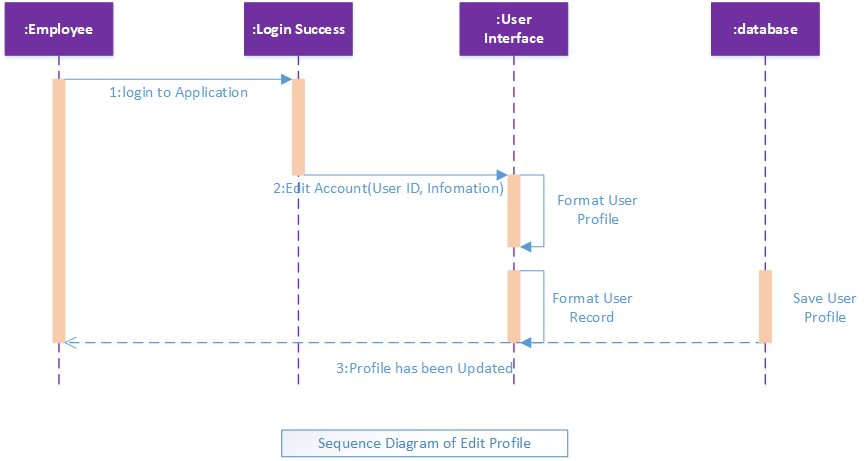 :Employee
:Login Success
:User
Interface
:database
1:login to Application
2:Edit Account(User ID, Infomation)
Format User
Profile
Format User
Record
Save User
Profile
3:Profile has been Updated
Sequence Diagram of Edit Profile